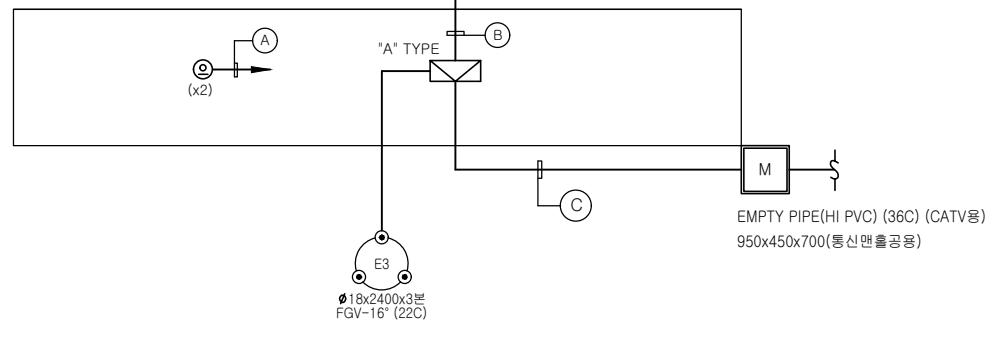 B
A
"A" TYPE
(x2)
M
C
EMPTY PIPE(HI PVC) (36C) (CATV용)
950x450x700(통신맨홀공용)
E3
ø18x2400x3본
FGV-16° (22C)